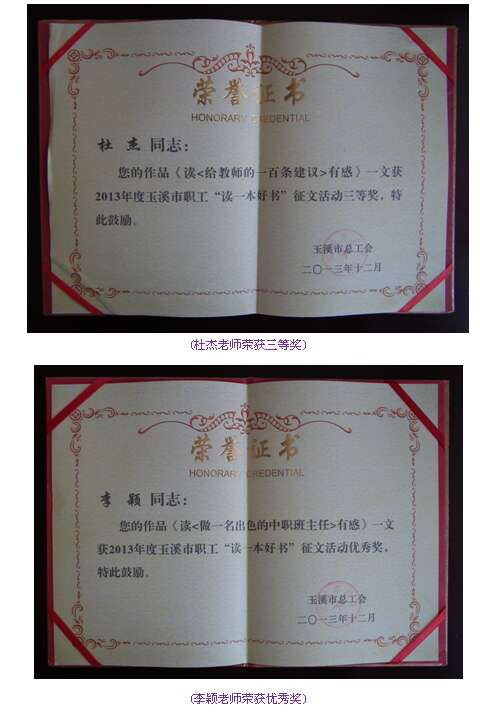 荣誉证书
HONORARY CREDENTIAL
杜 杰 同志：
您的作品《读<给教师的一百条建议>有感》一文获
2013年度玉溪市职工“读一本好书”征文活动三等奖，特
此鼓励。
玉溪市总工会
二〇一三年十二月
(杜杰老师荣获三等奖)
荣誉证书
HONORARY CREDENTIAL
李 颖 同志：
您的作品《读<做一名出色的中职班主任>有感》一文
获2013年度玉溪市职工“读一本好书”征文活动优秀奖，
特此鼓励。
玉溪市总工会
二〇一三年十二月
(李颖老师荣获优秀奖)